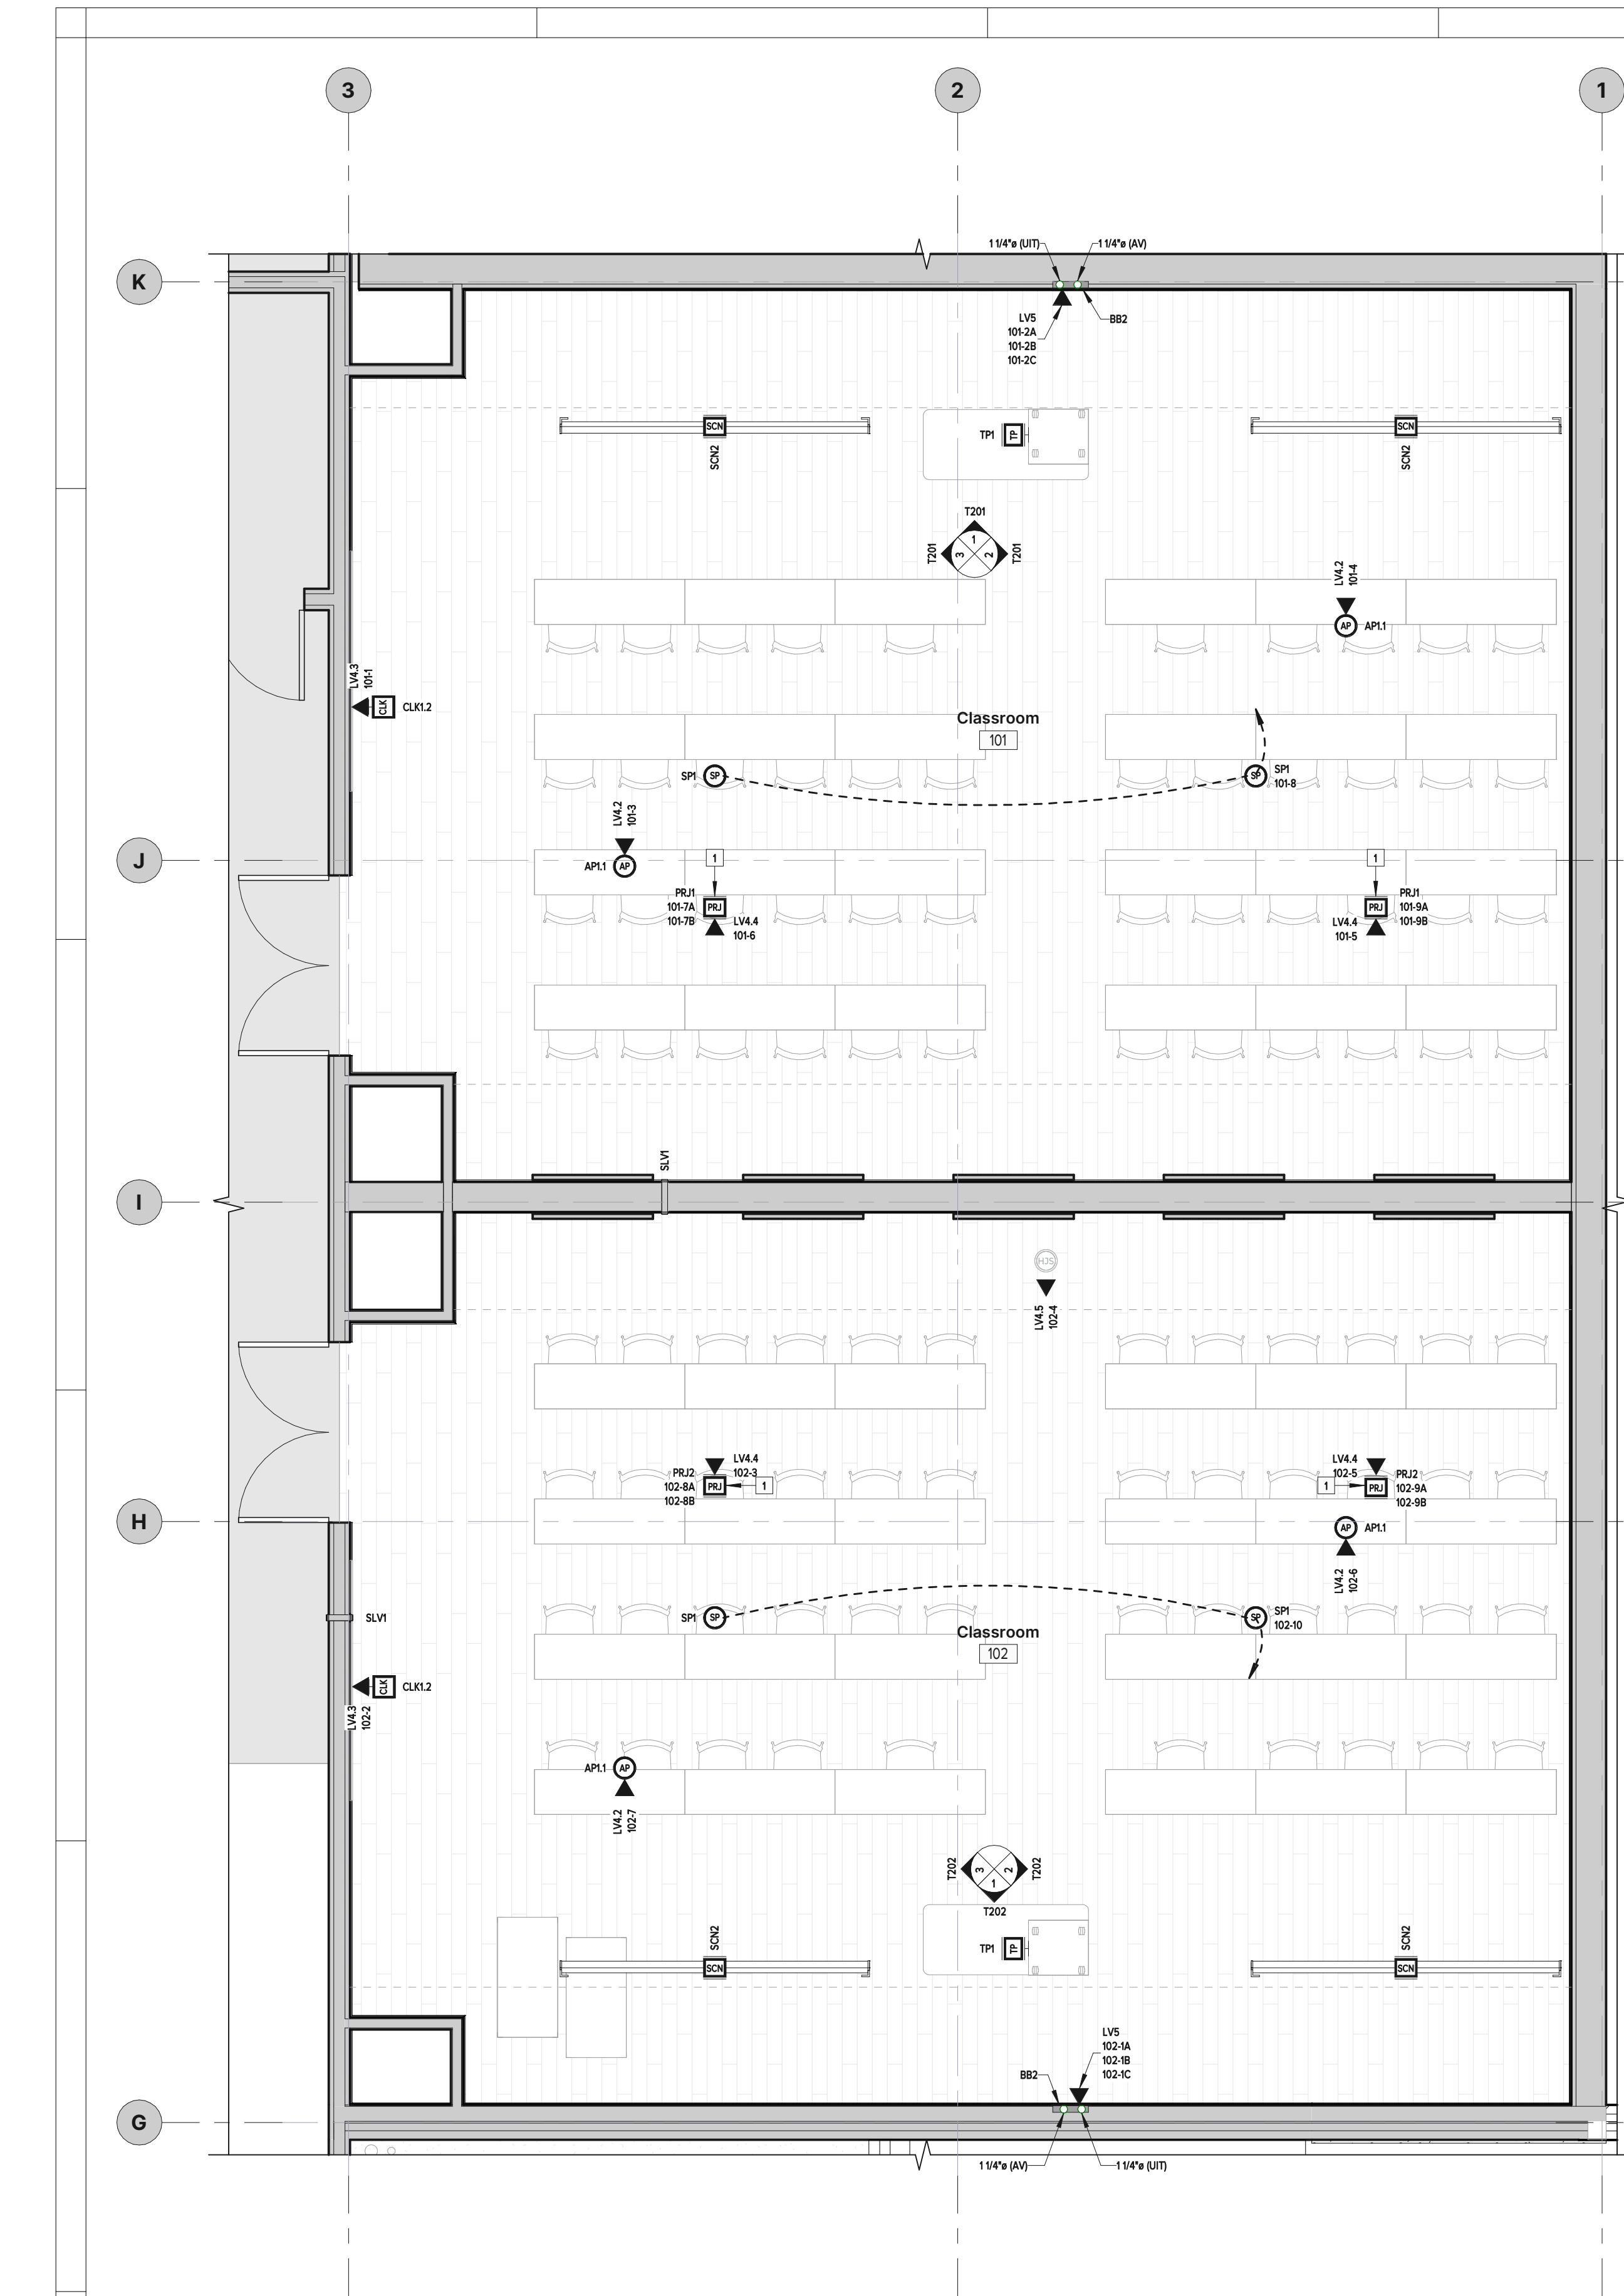 3
2
1
1 1/4"ø (UIT)
1 1/4"ø (AV)
K
LV5
101-2A
101-2B
101-2C
BB2
SCN
SCN2
TP1
TP
SCN
SCN2
T201
T201
1
3
2
T201
LV4.2
101-4
AP
AP1.1
LV4.3
101-1
CLK
CLK1.2
Classroom
101
SP1
SP
SP
SP1
101-8
LV4.2
101-3
J
AP1.1
AP
1
1
PRJ1
101-7A
101-7B
PRJ
LV4.4
101-6
PRJ
PRJ1
101-9A
101-9B
LV4.4
101-5
SLV1
I
HJS
LV4.5
102-4
LV4.4
102-3
PRJ2
102-8A
102-8B
PRJ
1
LV4.4
102-5
1
PRJ
PRJ2
102-9A
102-9B
H
AP
AP1.1
LV4.2
102-6
SLV1
SP1
SP
SP
SP1
102-10
Classroom
102
CLK
CLK1.2
LV4.3
102-2
AP1.1
AP
LV4.2
102-7
T202
3
2
1
T202
T202
SCN2
SCN
TP1
TP
SCN2
SCN
LV5
102-1A
102-1B
102-1C
BB2
G
1 1/4"ø (AV)
1 1/4"ø (UIT)